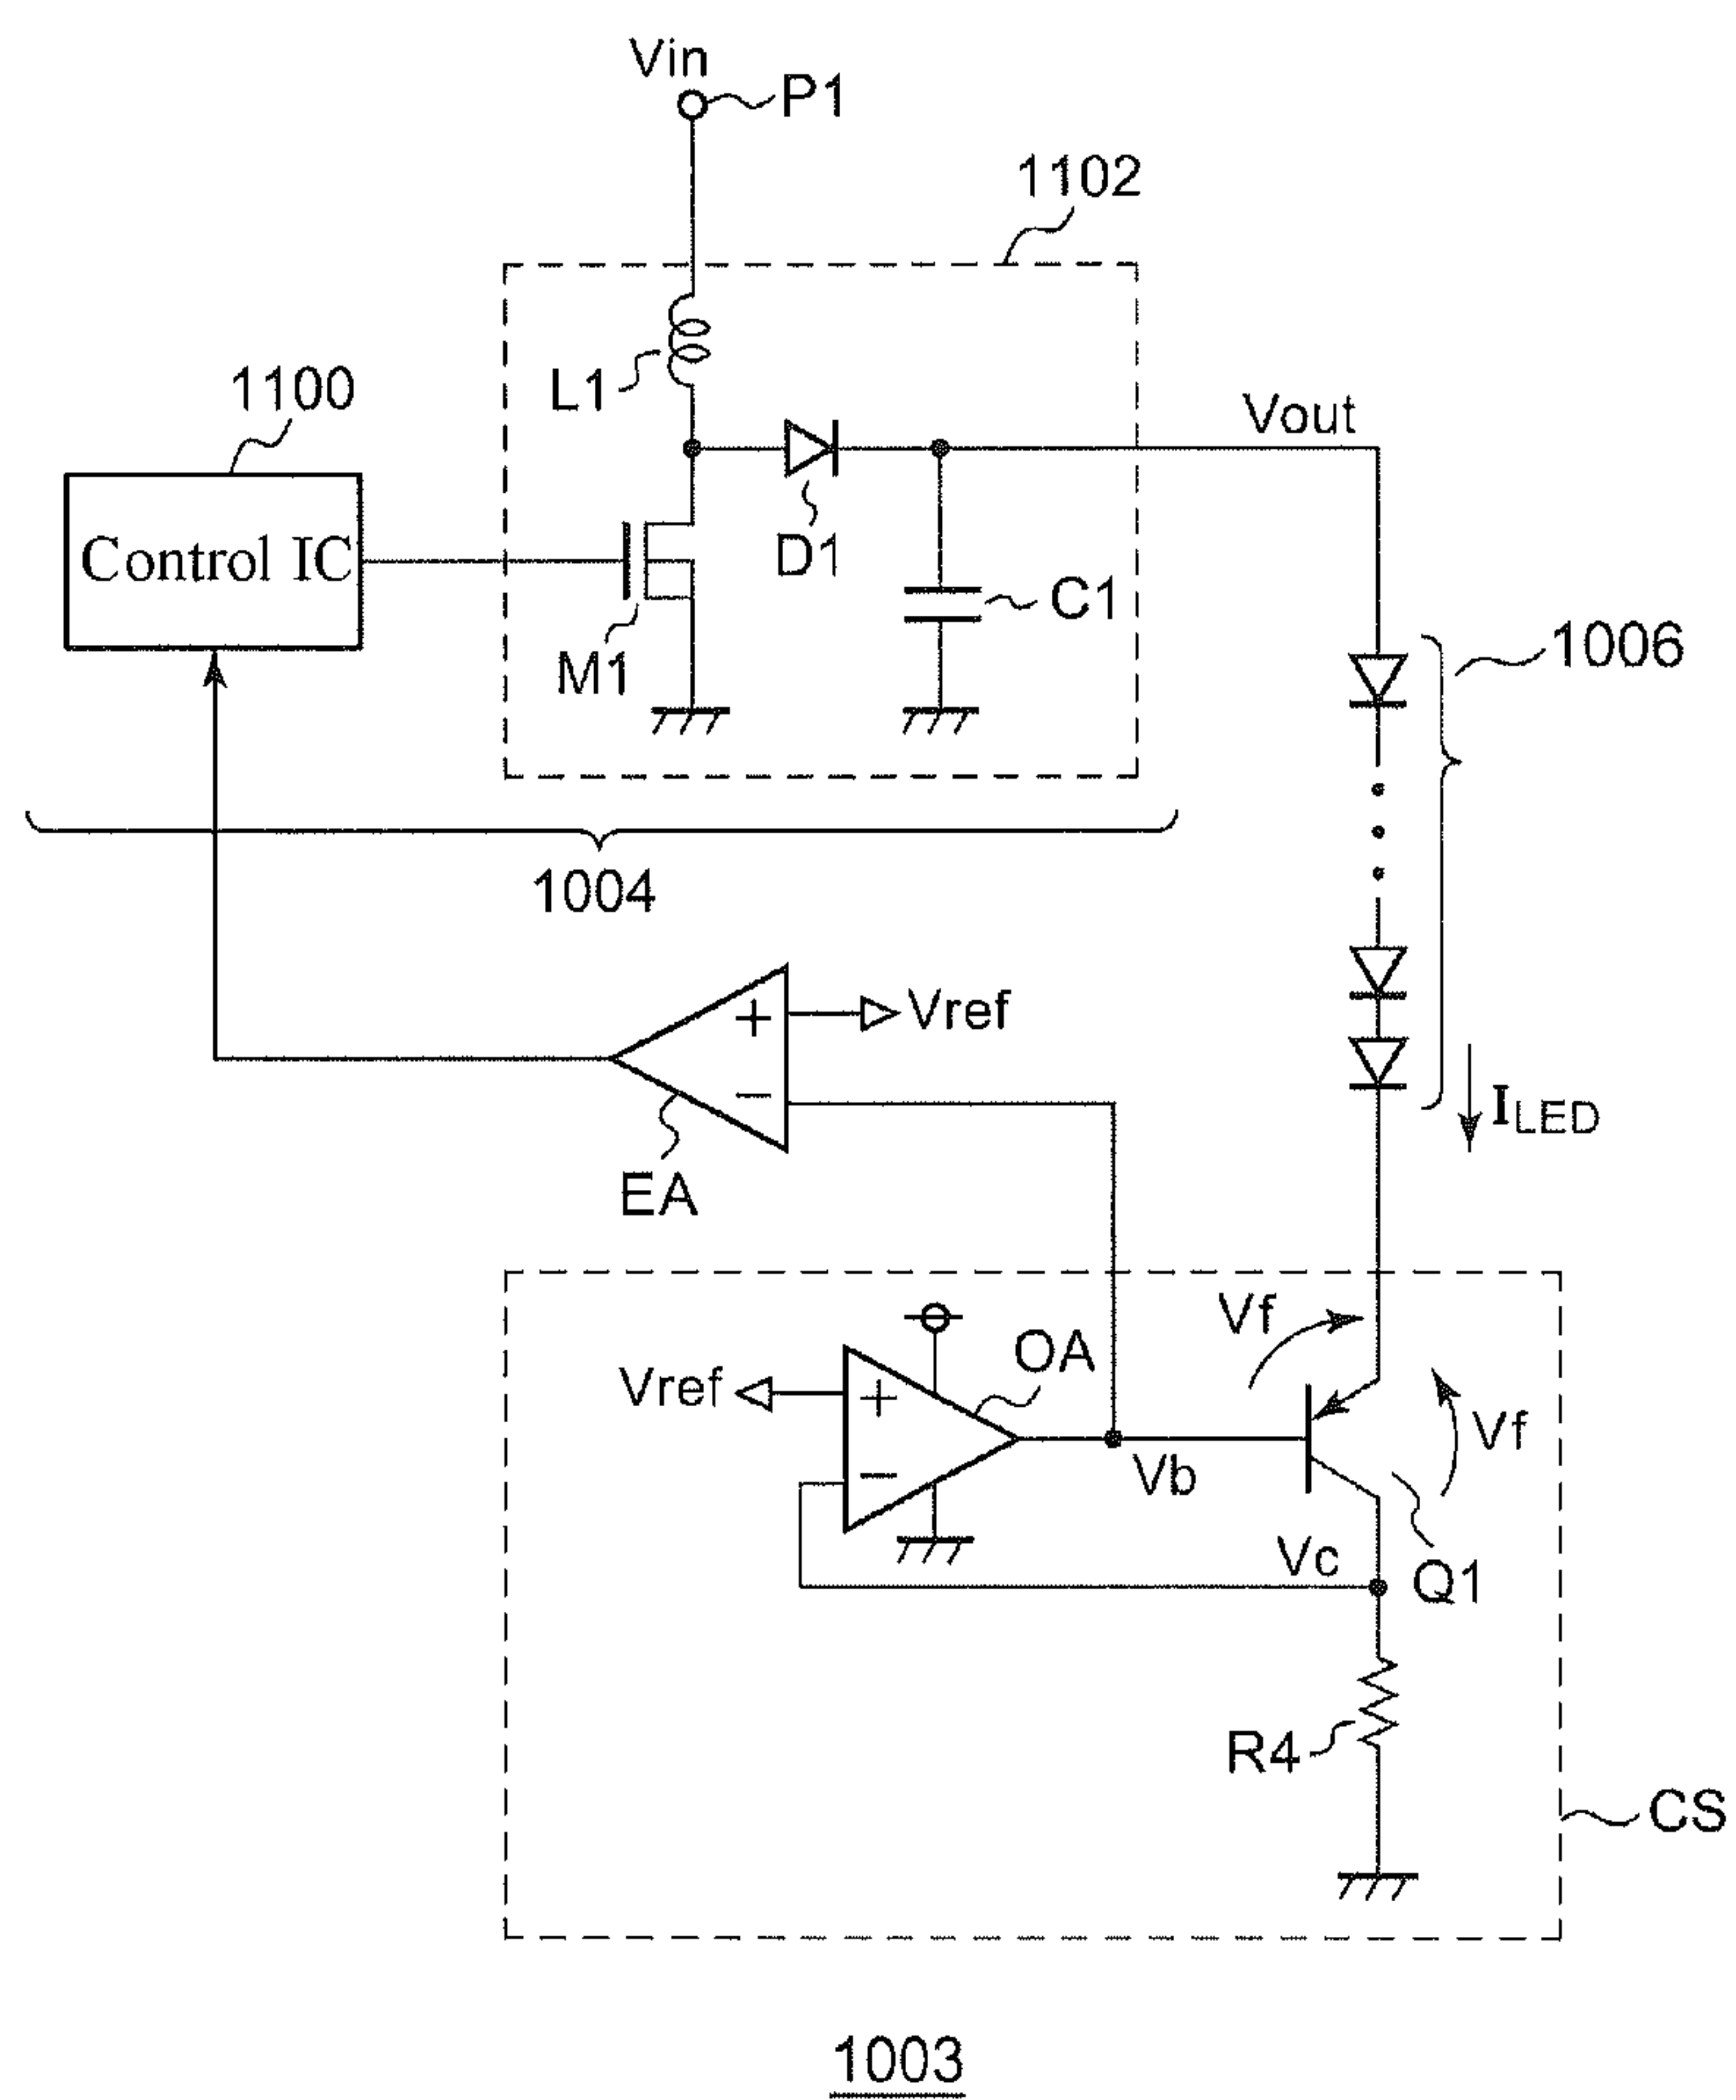 Vin
P1
1102
L1
1100
Vout
Control IC
D1
C1
M1
1006
1004
+
Vref
−
I LED
EA
Vf
OA
Vref
+
−
Vb
Vf
Vc
Q1
R4
CS
1003